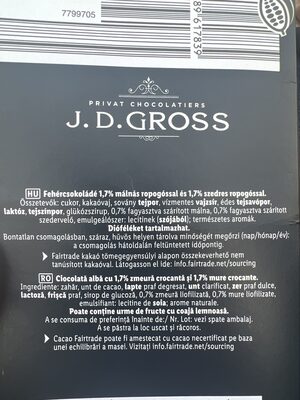 7799705
89617839
PRIVAT CHOCOLATIERS
J. D. GROSS
HU Fehércsokoládé 1,7% málnás ropogóssal és 1,7% szedres ropogóssal.
Összetevők: cukor, kakaóvaj, sovány tejpor, vízmentes vajzsír, édes tejsavópor,
laktóz, tejszínpor, glükózszirup, 0,7% fagyasztva szárított málna, 0,7% fagyasztva szárított
szedervelő, emulgeálószer: lecitinek (szójából); természetes aromák.
Dióféléket tartalmazhat.
Bontatlan csomagolásban, száraz, hűvös helyen tárolva minőségét megőrzi (nap/hónap/év):
a csomagolás hátoldalán feltüntetett időpontig.
Fairtrade kakaó tömegegyensúlyi alapon összekeverhető nem
tanúsított kakaóval. Látogasson el ide: info.fairtrade.net/sourcing
RO Ciocolată albă cu 1,7% zmeură crocantă și 1,7% mure crocante.
Ingrediente: zahăr, unt de cacao, lapte praf degresat, unt clarificat, zer praf dulce,
lactoză, frișcă praf, sirop de glucoză, 0,7% zmeură liofilizată, 0,7% mure liofilizate,
emulsifiant: lecitine de soia; arome naturale.
Poate conține urme de fructe cu coajă lemnoasă.
A se consuma de preferință înainte de:/ Nr. Lot: vezi spate ambalaj.
A se păstra la loc uscat și răcoros.
Cacao Fairtrade poate fi amestecat cu cacao necertificat pe baza
unei echilibrări a masei. Vizitați info.fairtrade.net/sourcing